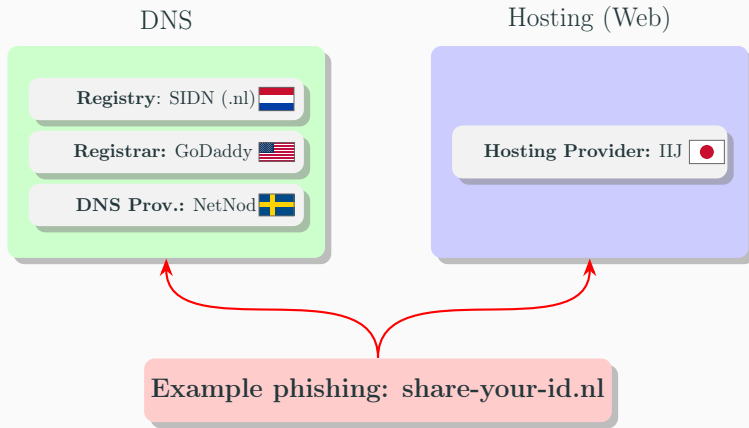 DNS
Hosting (Web)
Registry: SIDN (.nl)
Registrar: GoDaddy
DNS Prov.: NetNod
Hosting Provider: IIJ
Example phishing: share-your-id.nl